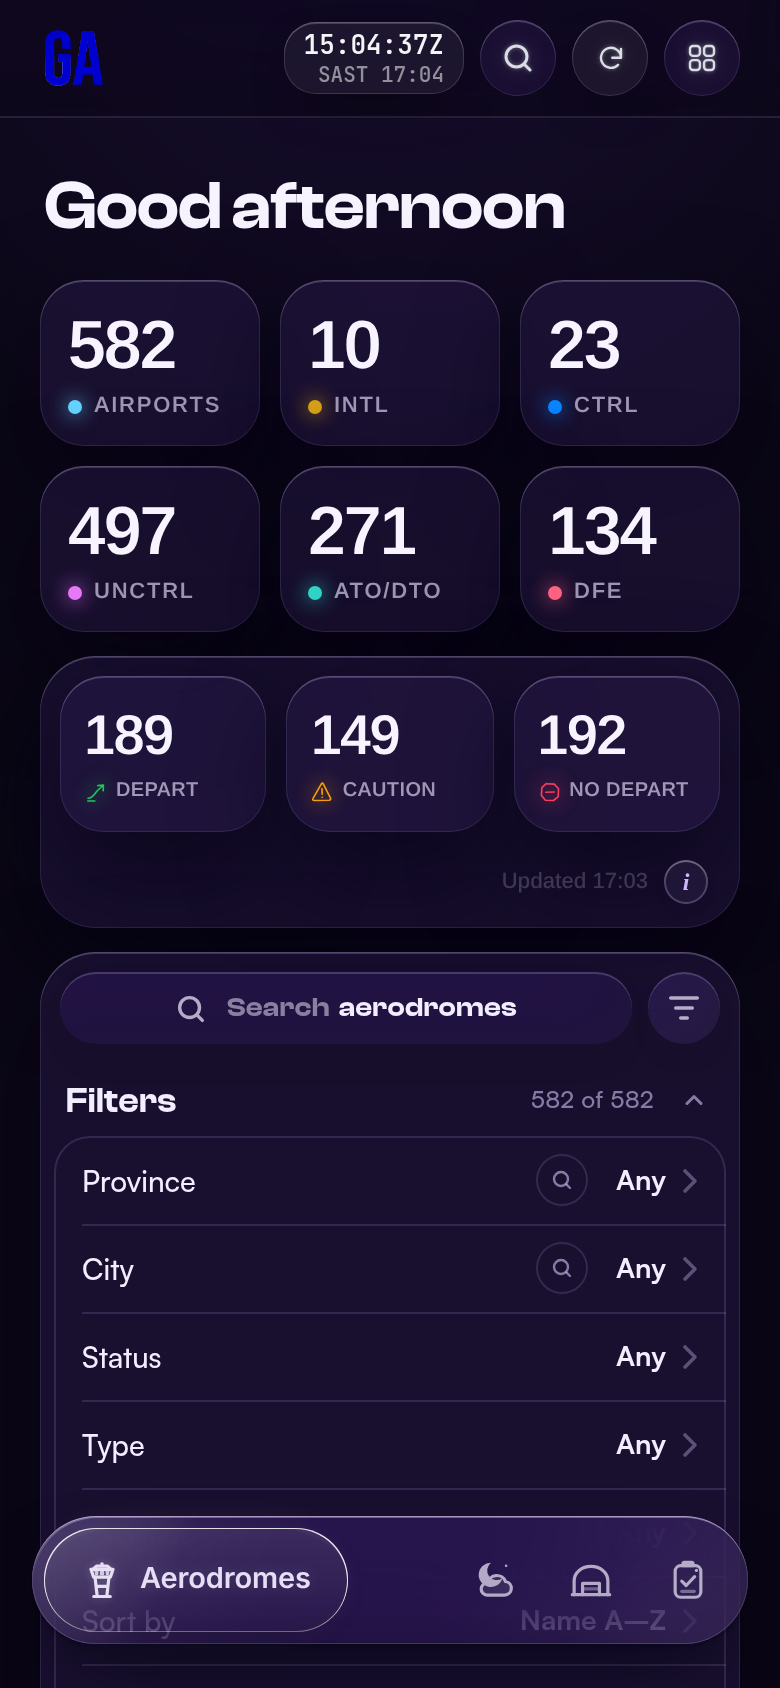 GA
15:04:37Z
SAST 17:04
Good afternoon
582
AIRPORTS
10
INTL
23
CTRL
497
UNCTRL
271
ATO/DTO
134
DFE
189
DEPART
149
CAUTION
192
NO DEPART
Updated 17:03
i
Search aerodromes
Filters
582 of 582
Province
Any
City
Any
Status
Any
Type
Any
Aerodromes
Sort by
Name A—Z